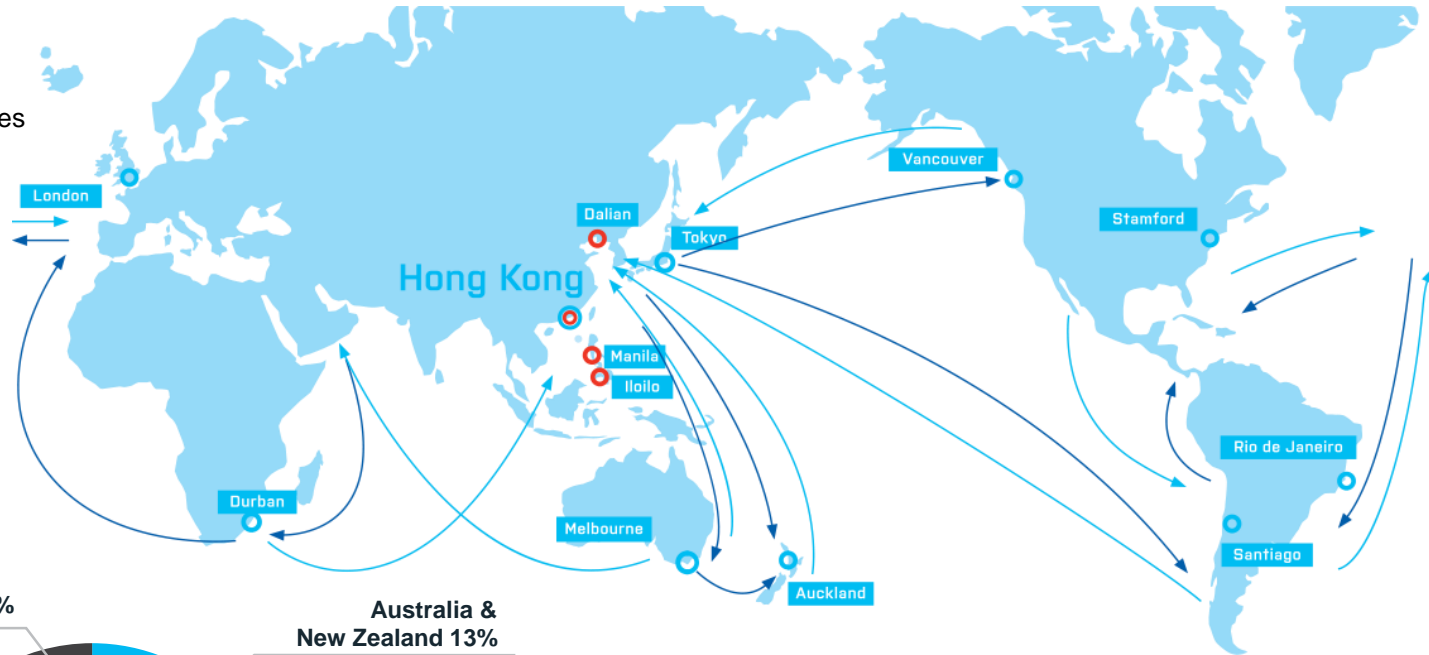 es
Vancouver
London
Dalian
Stamford
Tokyo
Hong Kong
Manila
Iloilo
Rio de Janeiro
Durban
Melbourne
Santiago
Auckland
%
Australia &
New Zealand 13%